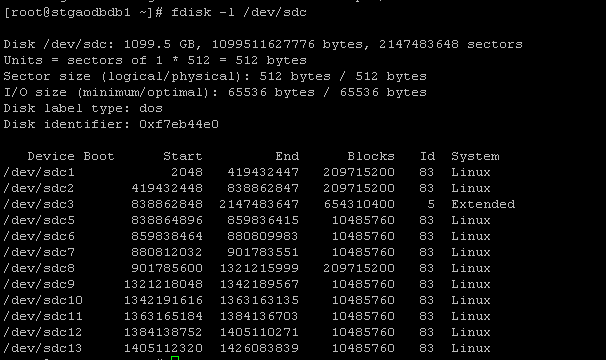 [root@stgaodbdb1 ~]# fdisk -l /dev/sdc
Disk /dev/sdc: 1099.5 GB, 1099511627776 bytes, 2147483648 sectors
Units = sectors of 1 * 512 = 512 bytes
Sector size (logical/physical): 512 bytes / 512 bytes
I/O size (minimum/optimal): 65536 bytes / 65536 bytes
Disk label type: dos
Disk identifier: 0xf7eb44e0
Device Boot Start End Blocks Id System
/dev/sdc1 2048 419432447 209715200 83 Linux
/dev/sdc2 419432448 838862847 209715200 83 Linux
/dev/sdc3 838862848 2147483647 654310400 5 Extended
/dev/sdc5 838864896 859836415 10485760 83 Linux
/dev/sdc6 859838464 880809983 10485760 83 Linux
/dev/sdc7 880812032 901783551 10485760 83 Linux
/dev/sdc8 901785600 1321215999 209715200 83 Linux
/dev/sdc9 1321218048 1342189567 10485760 83 Linux
/dev/sdc10 1342191616 1363163135 10485760 83 Linux
/dev/sdc11 1363165184 1384136703 10485760 83 Linux
/dev/sdc12 1384138752 1405110271 10485760 83 Linux
/dev/sdc13 1405112320 1426083839 10485760 83 Linux